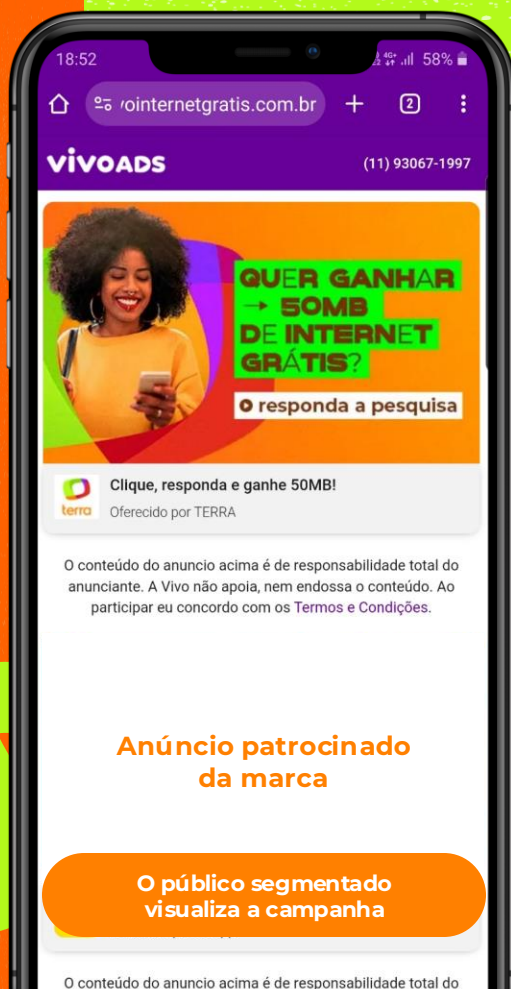 18:52
4G+ 58%
vointernetgratis.com.br
2
VIVOADS
(11) 93067-1997
QUER GANHAR
→ 50MB
DE INTERNET
GRÁTIS?
responda a pesquisa
Clique, responda e ganhe 50MB!
terra
Oferecido por TERRA
O conteúdo do anuncio acima é de responsabilidade total do
anunciante. A Vivo não apoia, nem endossa o conteúdo. Ao
participar eu concordo com os Termos e Condições.
Anúncio patrocinado
da marca
O público segmentado
visualiza a campanha
O conteúdo do anuncio acima é de responsabilidade total do